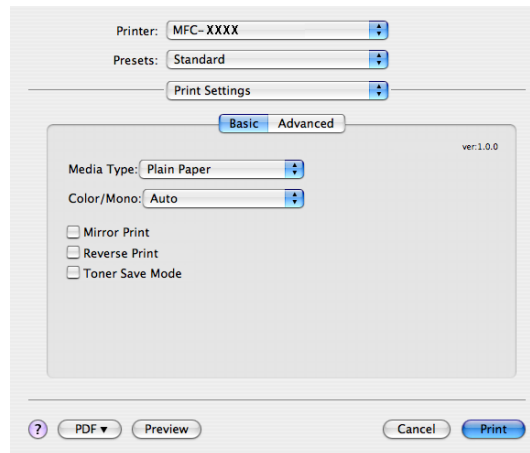 Printer: MFC-XXXX
Presets: Standard
Print Settings
Basic Advanced
ver:1.0.0
Media Type: Plain Paper
Color/Mono: Auto
Mirror Print
Reverse Print
Toner Save Mode
? PDF▼ Preview Cancel Print